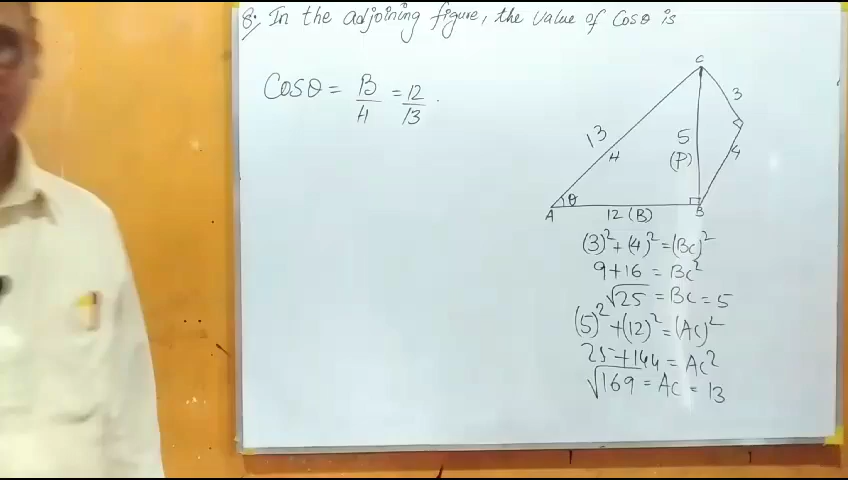 8. In the adjoining figure, the value of Cosθ is
Cosθ = B/H = 12/13.
C
3
13
5
H
(P)
4
θ
A
12 (B)
B
(3)² + (4)² = (BC)²
9+16 = BC²
√25 = BC = 5
(5)² + (12)² = (AC)²
25+144 = AC²
√169 = AC = 13